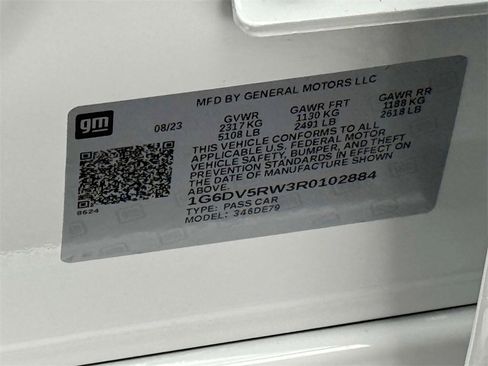 MFD BY GENERAL MOTORS LLC
gm
08/23
GVWR GAWR FRT GAWR RR
2317 KG 1130 KG 1188 KG
5108 LB 2491 LB 2618 LB
THIS VEHICLE CONFORMS TO ALL
APPLICABLE U.S. FEDERAL MOTOR
VEHICLE SAFETY, BUMPER, AND THEFT
PREVENTION STANDARDS IN EFFECT ON
THE DATE OF MANUFACTURE SHOWN
ABOVE.
8624
1G6DV5RW3R0102884
TYPE: PASS CAR
MODEL: 346DE79